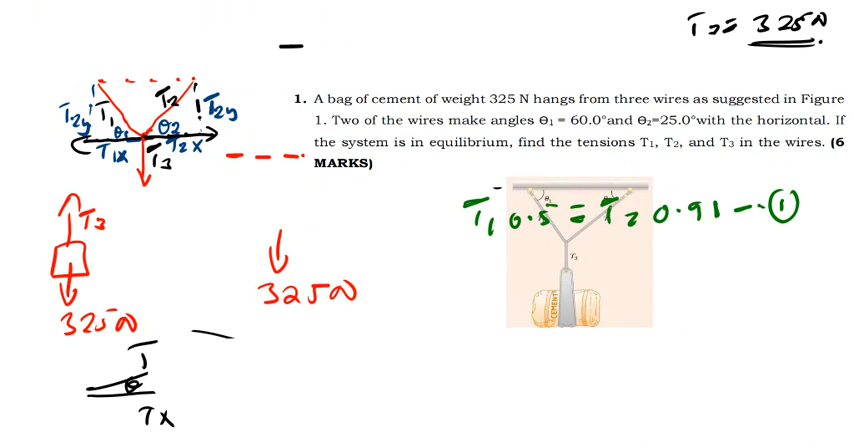 T3 = 325N
1. A bag of cement of weight 325 N hangs from three wires as suggested in Figure
1. Two of the wires make angles Θ1 = 60.0°and Θ2=25.0°with the horizontal. If
the system is in equilibrium, find the tensions T1, T2, and T3 in the wires. (6
MARKS)
T2y T1 T2 T2y
θ1 θ2
T1x T3 T2x
T1 0.5 = T2 0.91 --①
T3
325N
325N
T3
CEMENT
T1
θ
Tx